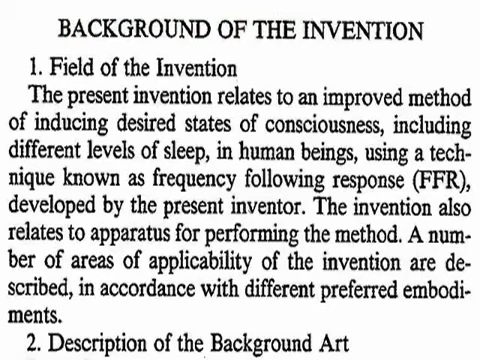 BACKGROUND OF THE INVENTION
1. Field of the Invention
The present invention relates to an improved method
of inducing desired states of consciousness, including
different levels of sleep, in human beings, using a tech-
nique known as frequency following response (FFR),
developed by the present inventor. The invention also
relates to apparatus for performing the method. A num-
ber of areas of applicability of the invention are de-
scribed, in accordance with different preferred embodi-
ments.
2. Description of the Background Art